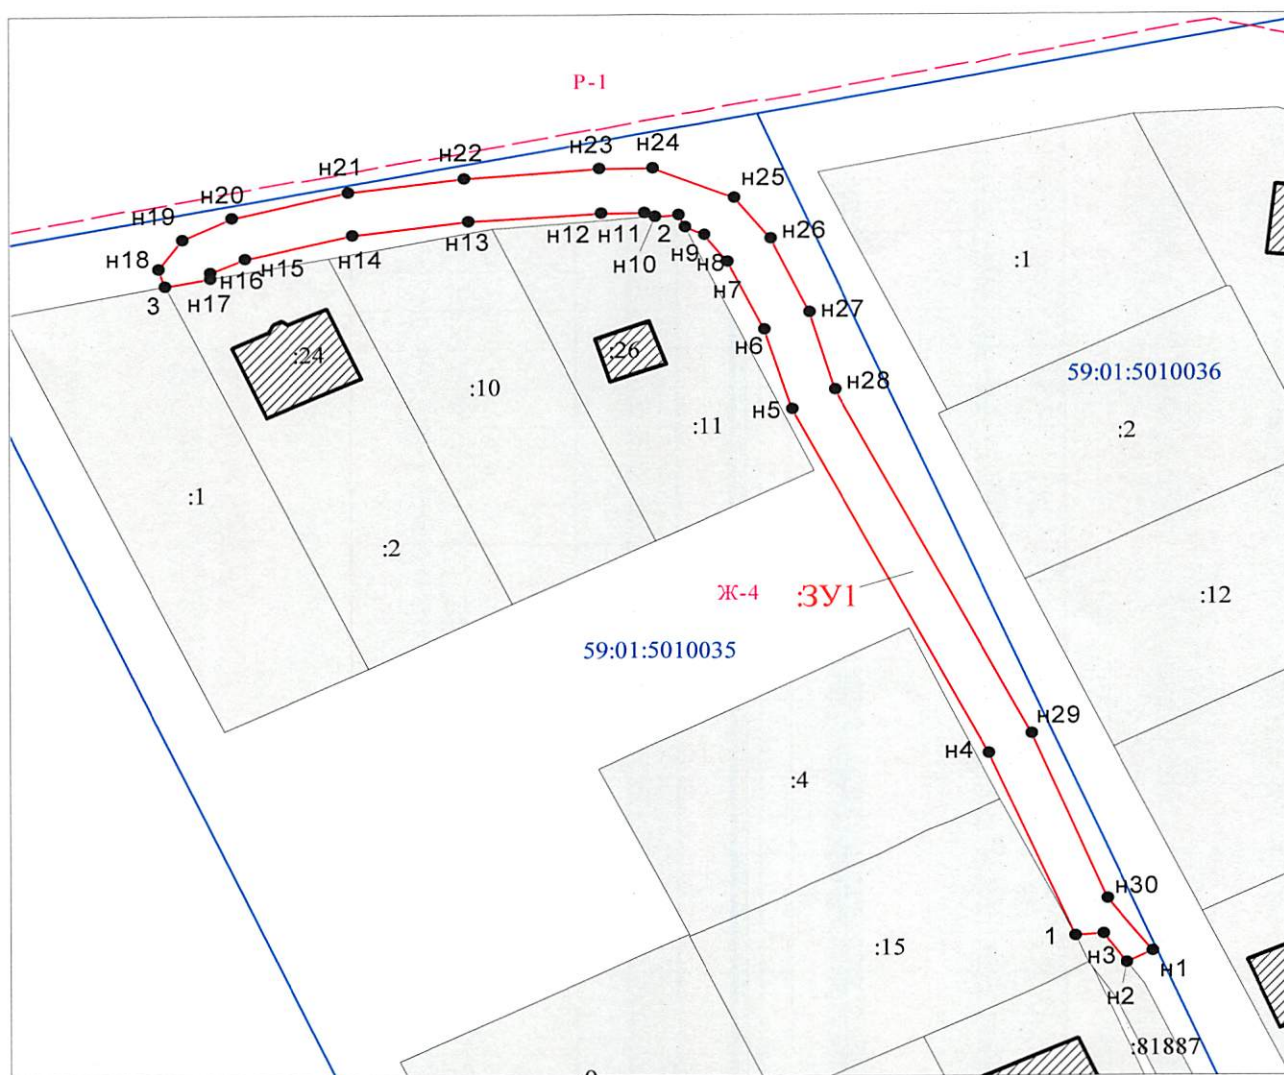 Р-1
н24
н23
н22
н21
н25
н20
н19
н26
н18
н12
н11
2
н13
н9
н10
н14
н15
н8
:1
н16
н17
3
н7
н27
н6
:24
:26
н28
59:01:5010036
:10
н5
:11
:2
:1
:2
Ж-4
:ЗУ1
:12
59:01:5010035
н29
н4
:4
н30
1
:15
н3
н1
н2
:81887